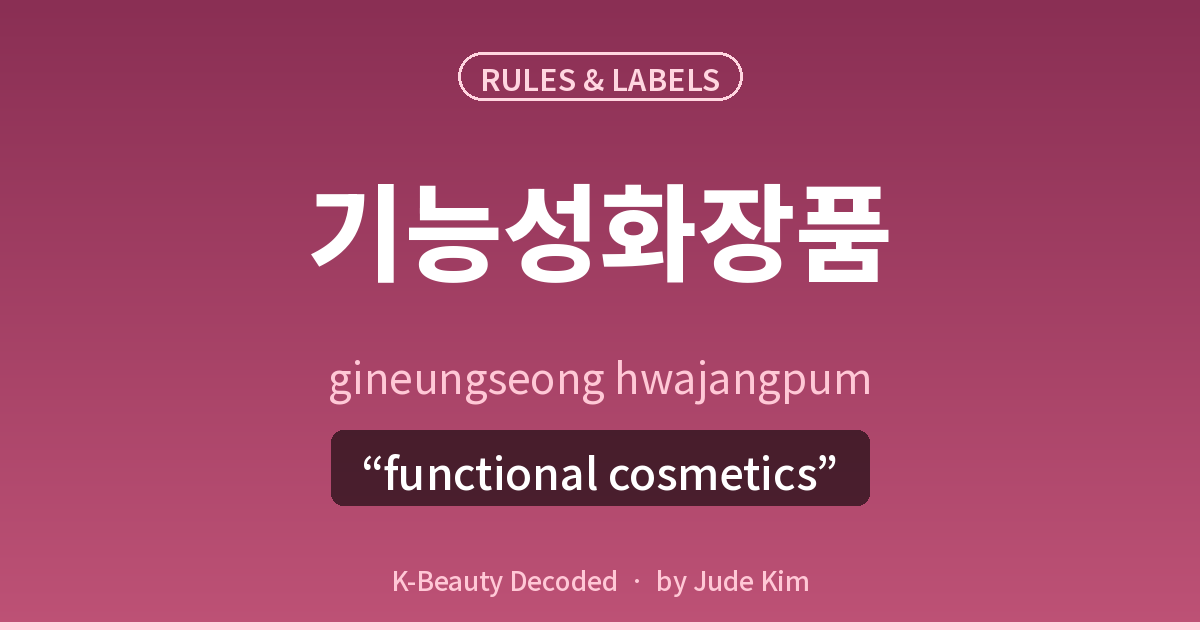 RULES & LABELS
기능성화장품
gineungseong hwajangpum
“functional cosmetics”
K-Beauty Decoded · by Jude Kim